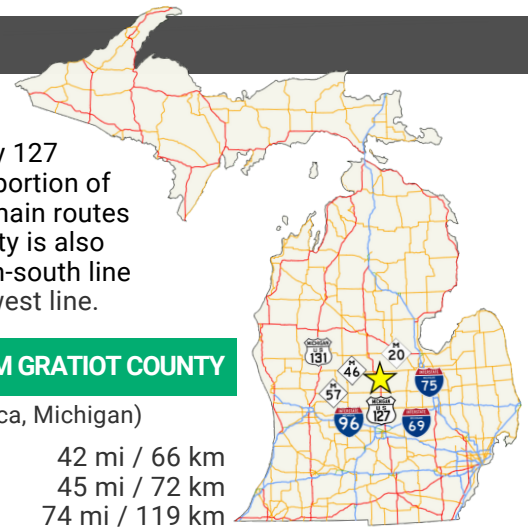 y 127
portion of
main routes
ty is also
n-south line
west line.
M GRATIOT COUNTY
ca, Michigan)
42 mi / 66 km
45 mi / 72 km
74 mi / 119 km
MICHIGAN
U S
131
M
46
M
20
M
57
INTERSTATE
75
MICHIGAN
U S
127
INTERSTATE
96
INTERSTATE
69